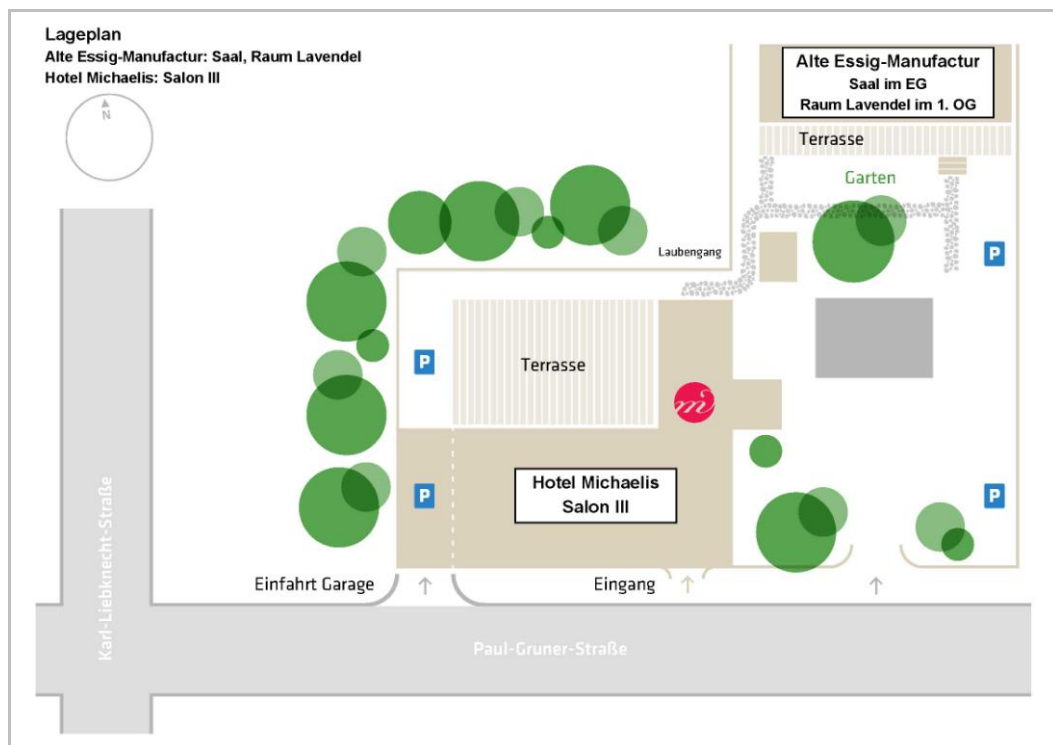 Lageplan
Alte Essig-Manufactur: Saal, Raum Lavendel
Hotel Michaelis: Salon III
N
Alte Essig-Manufactur
Saal im EG
Raum Lavendel im 1. OG
Terrasse
Garten
Laubengang
P
Terrasse
P
m
Hotel Michaelis
Salon III
P
P
Einfahrt Garage
Eingang
Karl-Liebknecht-Straße
Paul-Gruner-Straße